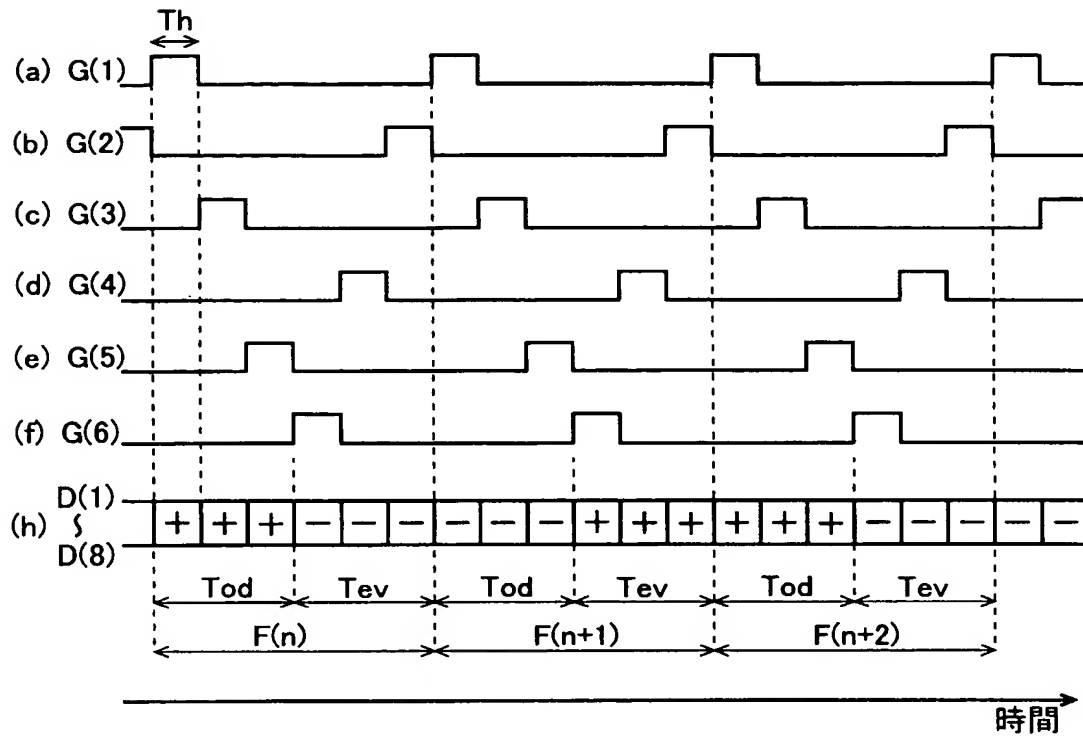 Th
(a) G(1)
(b) G(2)
(c) G(3)
(d) G(4)
(e) G(5)
(f) G(6)
D(1)
(h) ∫ + + + − − − − − − + + + + + + − − − − −
D(8)
Tod Tev Tod Tev Tod Tev
F(n) F(n+1) F(n+2)
時間